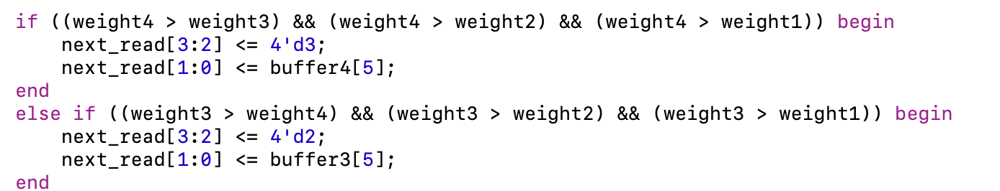 if ((weight4 > weight3) && (weight4 > weight2) && (weight4 > weight1)) begin
    next_read[3:2] <= 4'd3;
    next_read[1:0] <= buffer4[5];
end
else if ((weight3 > weight4) && (weight3 > weight2) && (weight3 > weight1)) begin
    next_read[3:2] <= 4'd2;
    next_read[1:0] <= buffer3[5];
end